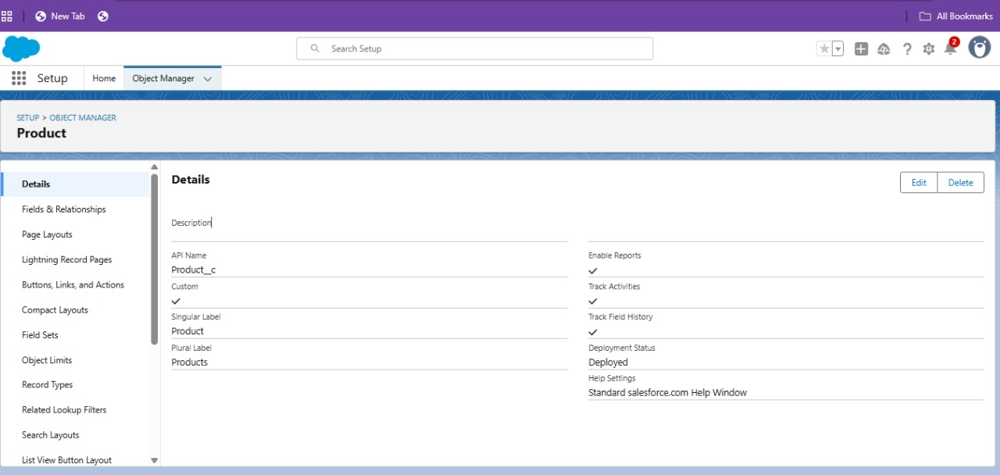 New Tab
All Bookmarks
Search Setup
2
Setup
Home
Object Manager
SETUP > OBJECT MANAGER
Product
Details
Fields & Relationships
Page Layouts
Lightning Record Pages
Buttons, Links, and Actions
Compact Layouts
Field Sets
Object Limits
Record Types
Related Lookup Filters
Search Layouts
List View Button Layout
Details
Edit
Delete
Description
API Name
Product__c
Custom
Singular Label
Product
Plural Label
Products
Enable Reports
Track Activities
Track Field History
Deployment Status
Deployed
Help Settings
Standard salesforce.com Help Window